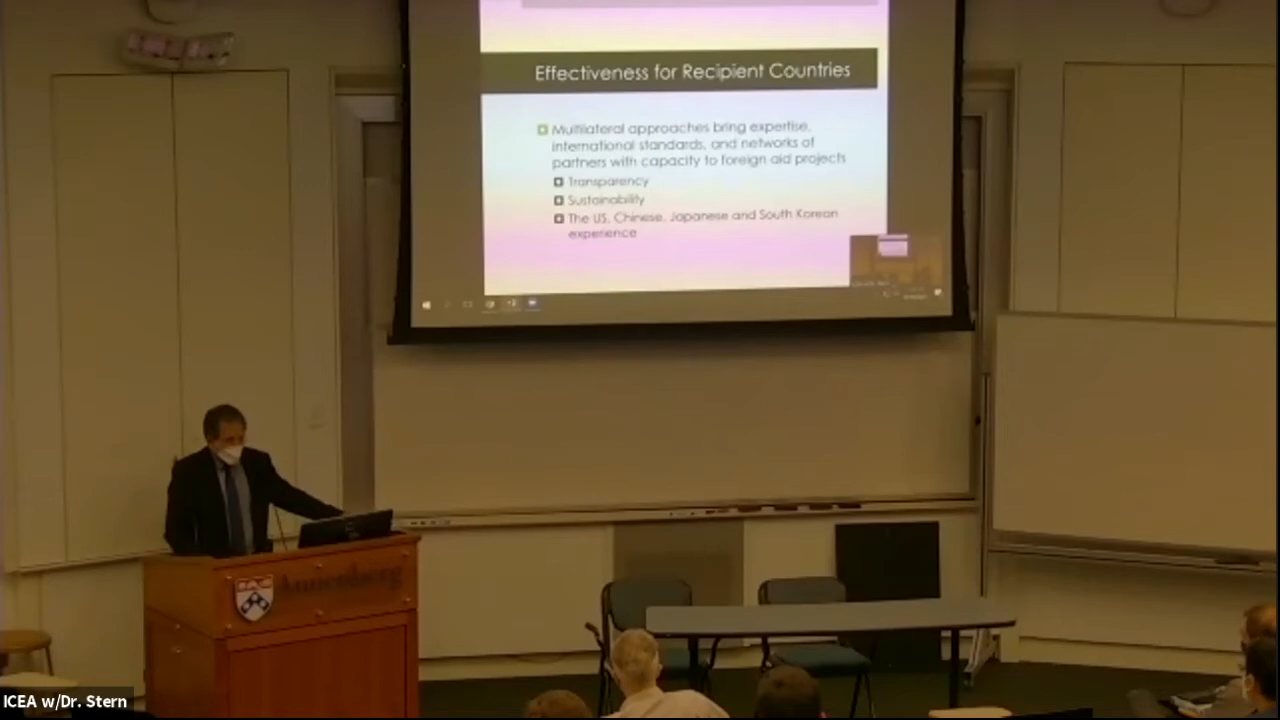 Effectiveness for Recipient Countries
Multilateral approaches bring expertise,
international standards, and networks of
partners with capacity to foreign aid projects
Transparency
Sustainability
The US, Chinese, Japanese and South Korean
experience
Annenberg
ICEA w/Dr. Stern